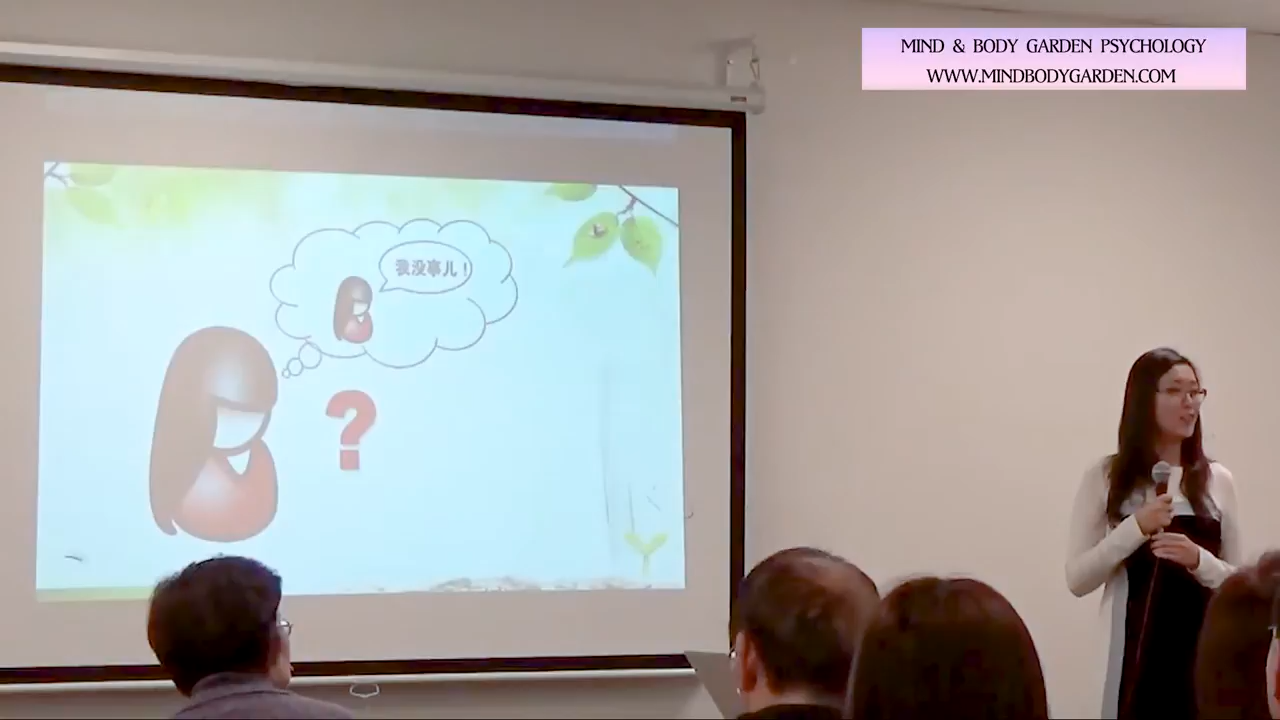 MIND & BODY GARDEN PSYCHOLOGY
WWW.MINDBODYGARDEN.COM
我没事儿！
?